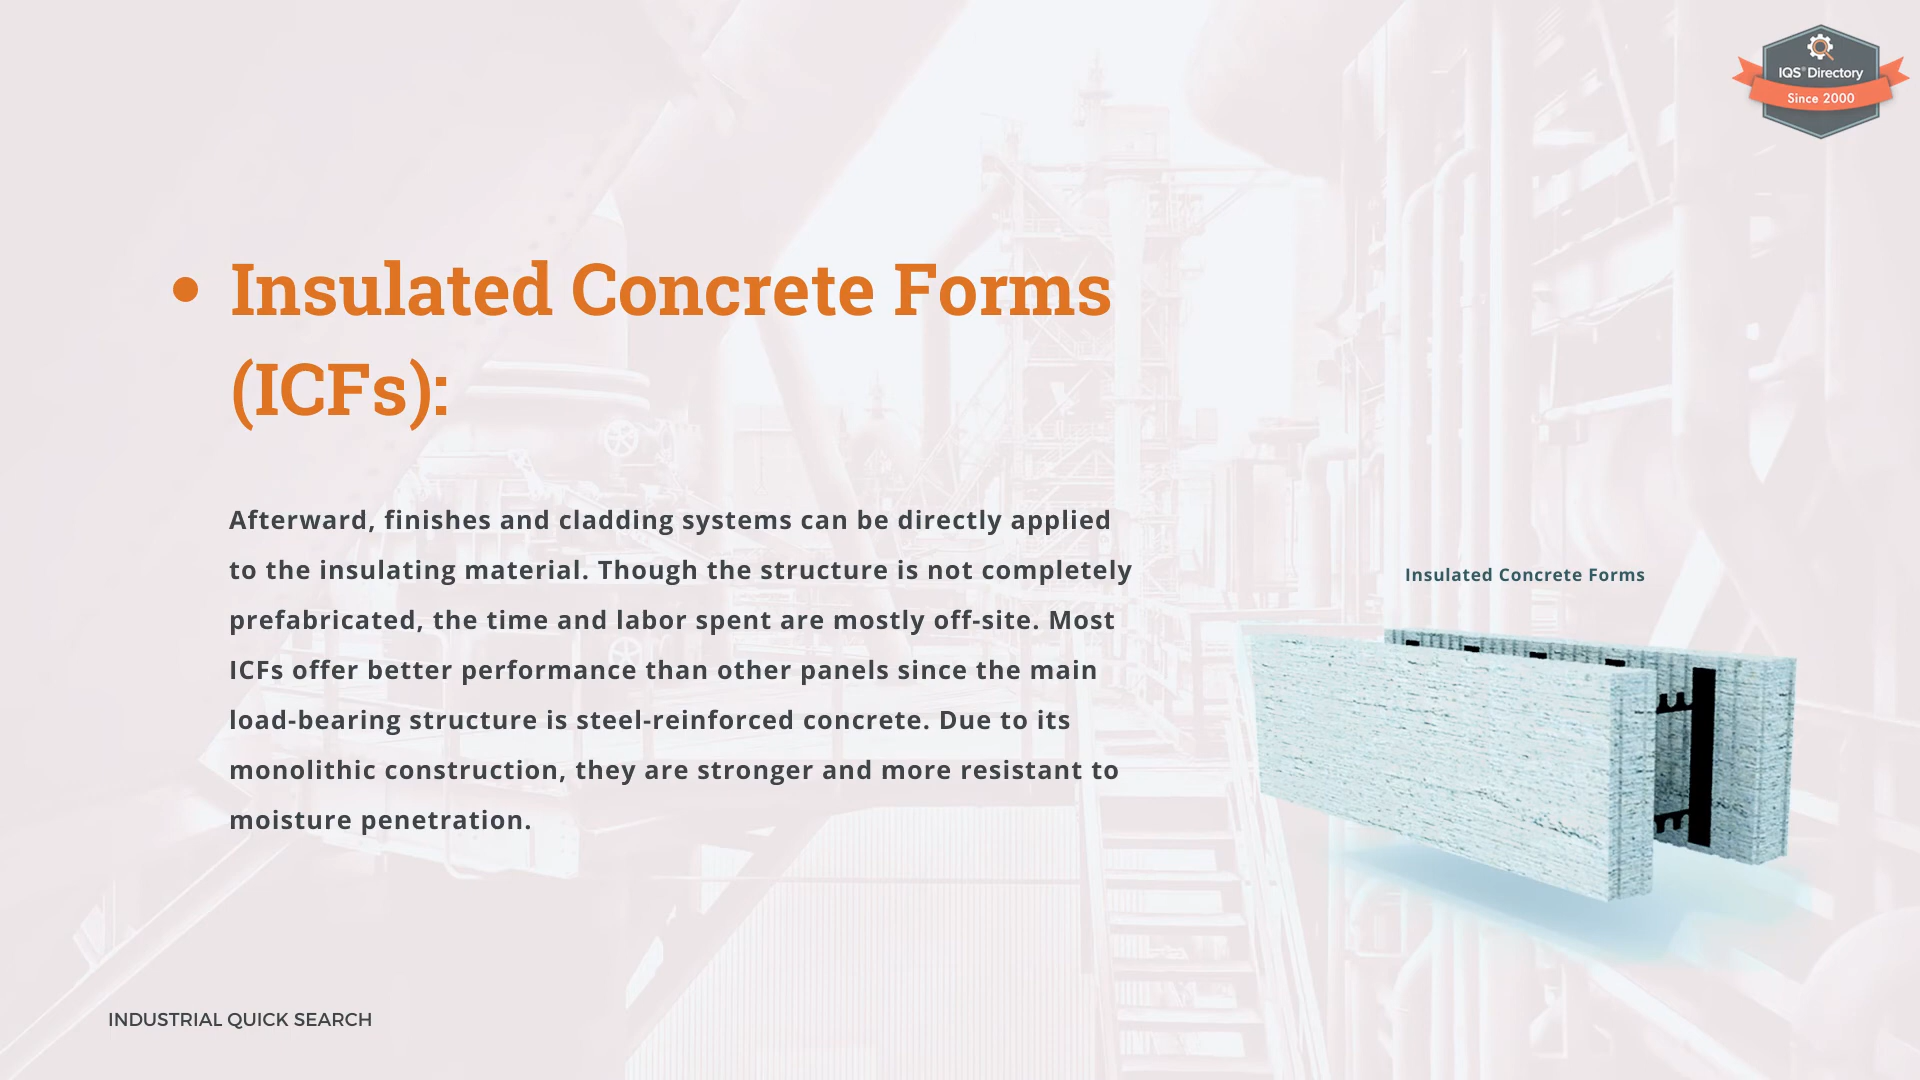 IQS® Directory
Since 2000
• Insulated Concrete Forms
(ICFs):
Afterward, finishes and cladding systems can be directly applied
to the insulating material. Though the structure is not completely
prefabricated, the time and labor spent are mostly off-site. Most
ICFs offer better performance than other panels since the main
load-bearing structure is steel-reinforced concrete. Due to its
monolithic construction, they are stronger and more resistant to
moisture penetration.
Insulated Concrete Forms
INDUSTRIAL QUICK SEARCH